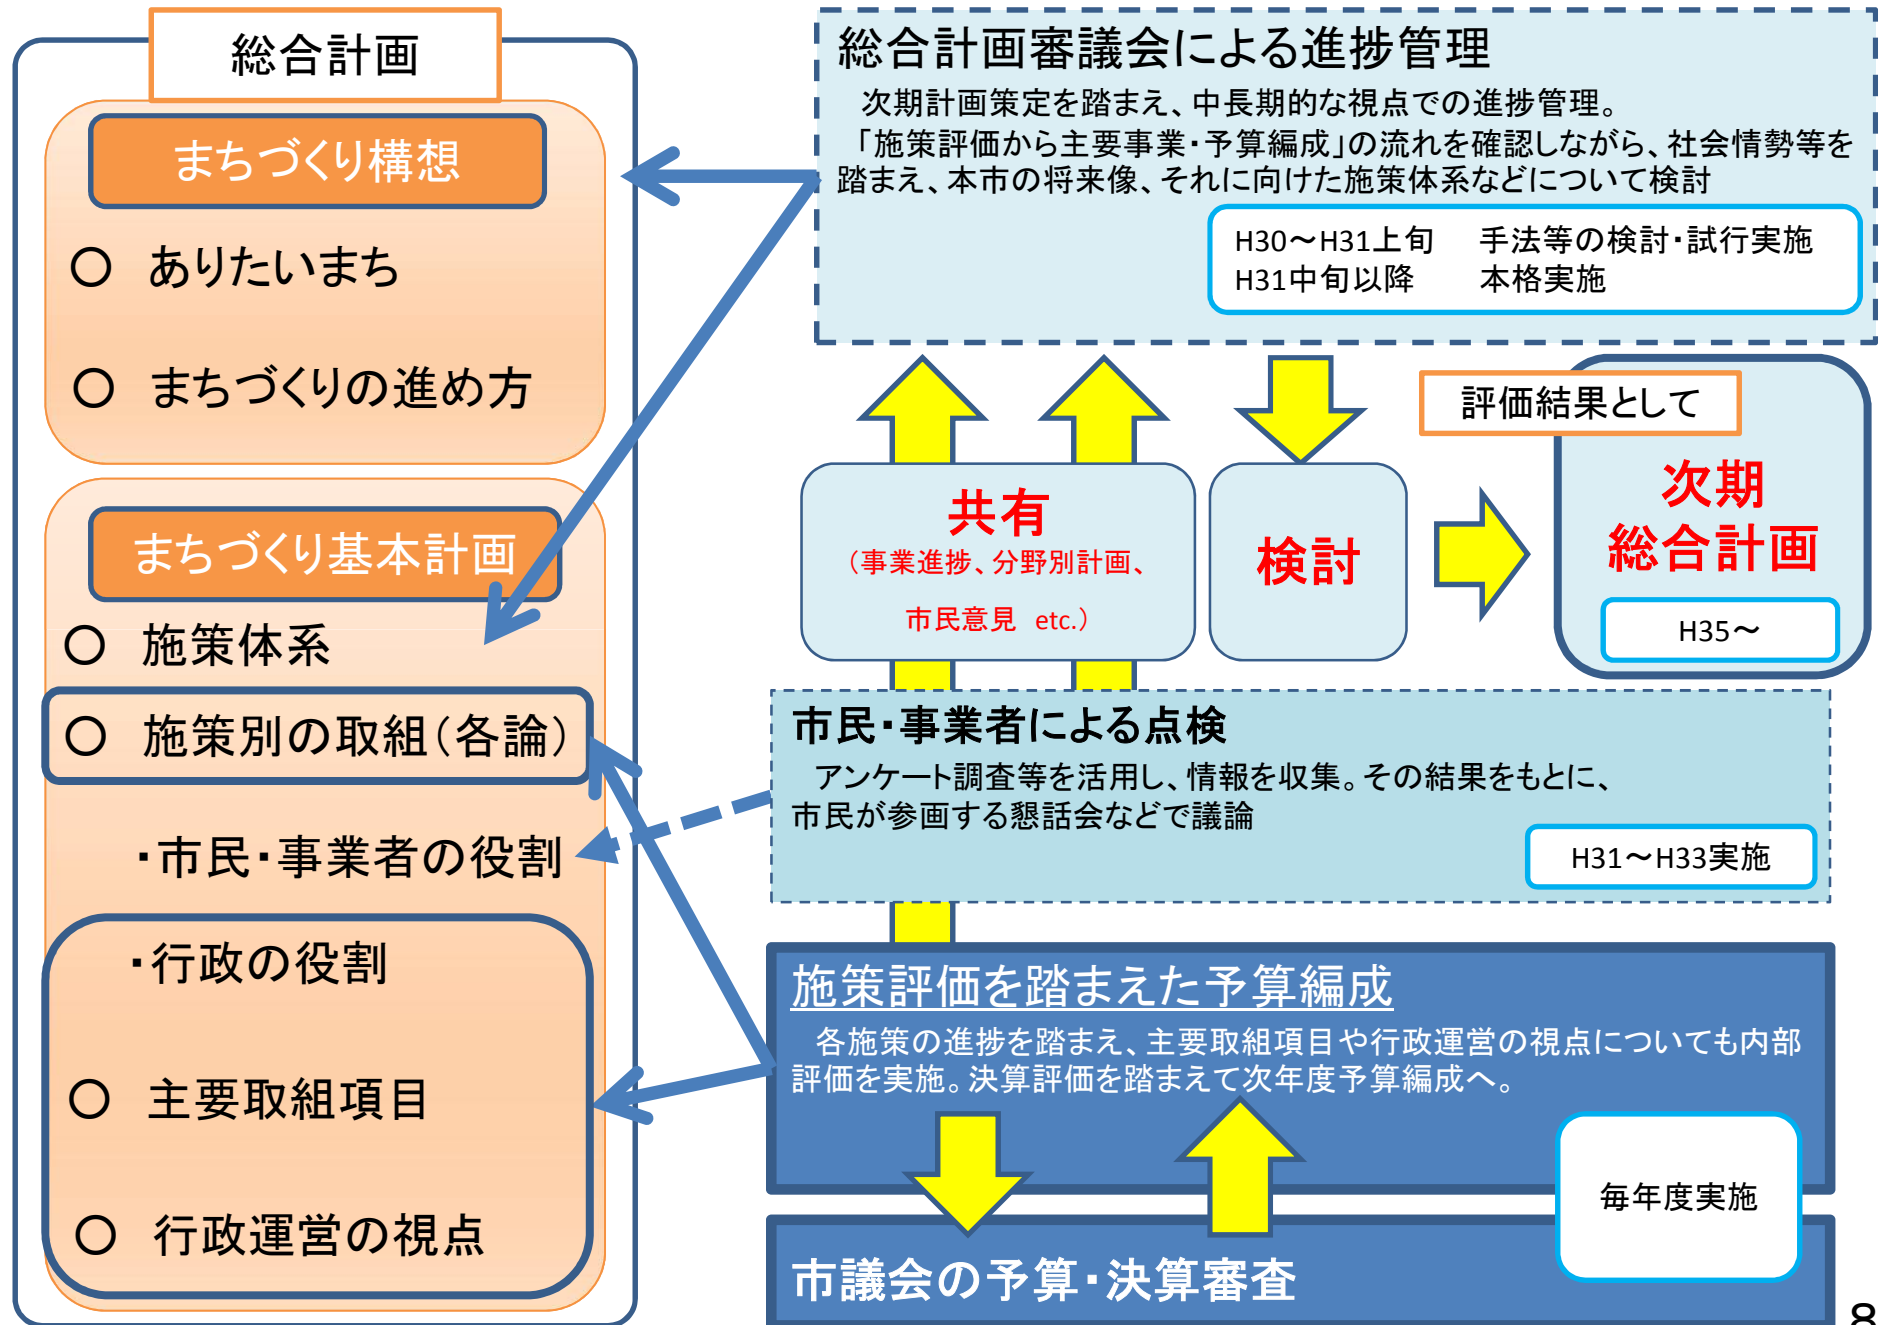 総合計画
まちづくり構想
○ ありたいまち
○ まちづくりの進め方
まちづくり基本計画
○ 施策体系
○ 施策別の取組（各論）
・市民・事業者の役割
・行政の役割
○ 主要取組項目
○ 行政運営の視点
総合計画審議会による進捗管理
次期計画策定を踏まえ、中長期的な視点での進捗管理。
「施策評価から主要事業・予算編成」の流れを確認しながら、社会情勢等を
踏まえ、本市の将来像、それに向けた施策体系などについて検討
H30～H31上旬 手法等の検討・試行実施
H31中旬以降 本格実施
共有
（事業進捗、分野別計画、
市民意見 etc.）
検討
評価結果として
次期
総合計画
H35～
市民・事業者による点検
アンケート調査等を活用し、情報を収集。その結果をもとに、
市民が参画する懇話会などで議論
H31～H33実施
施策評価を踏まえた予算編成
各施策の進捗を踏まえ、主要取組項目や行政運営の視点についても内部
評価を実施。決算評価を踏まえて次年度予算編成へ。
毎年度実施
市議会の予算・決算審査
8